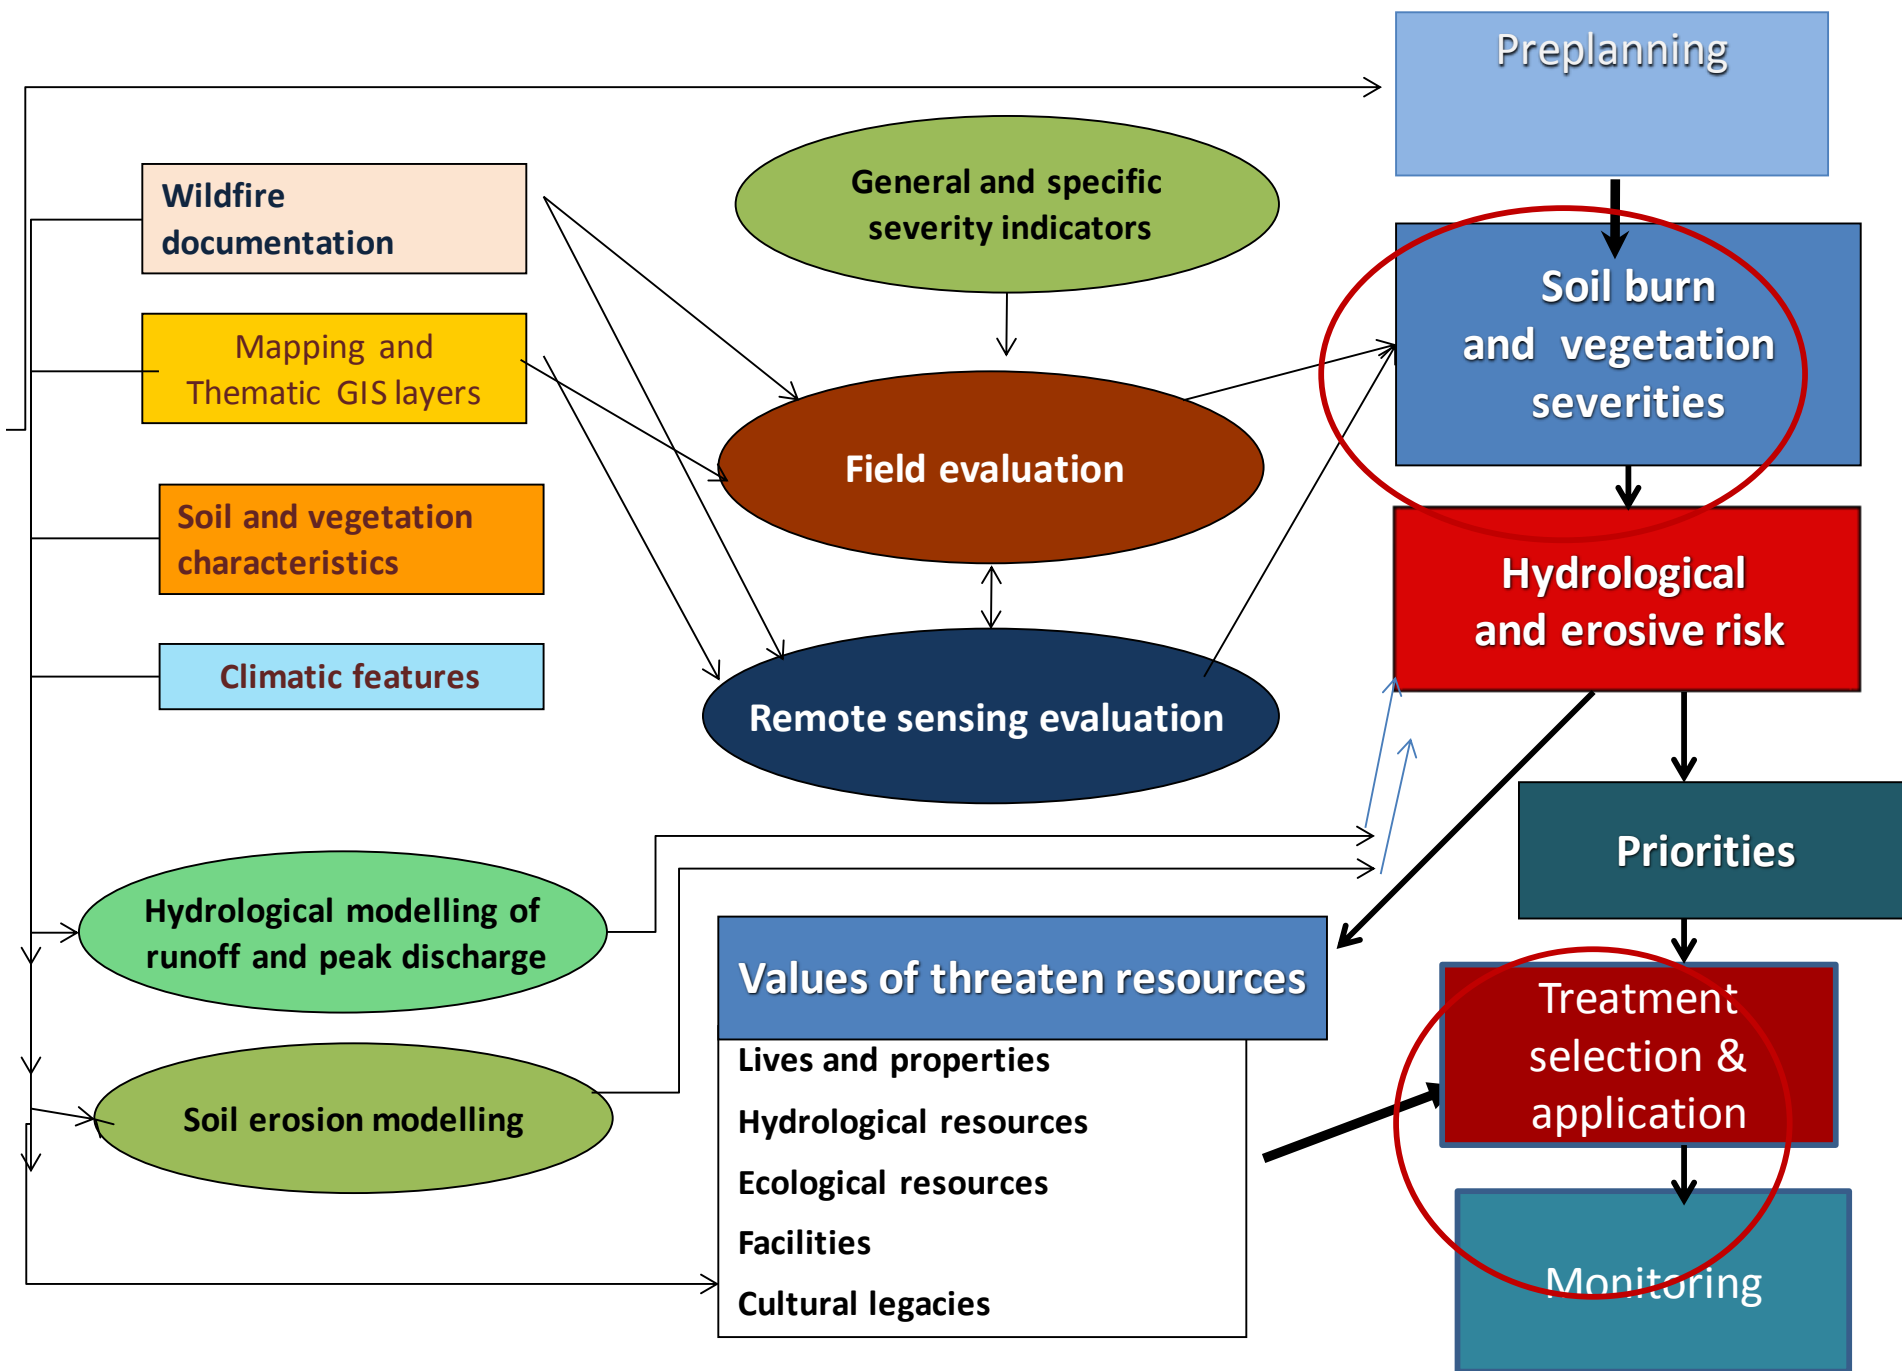 Preplanning
Wildfire
documentation
General and specific
severity indicators
Soil burn
and vegetation
severities
Mapping and
Thematic GIS layers
Field evaluation
Soil and vegetation
characteristics
Hydrological
and erosive risk
Climatic features
Remote sensing evaluation
Priorities
Hydrological modelling of
runoff and peak discharge
Values of threaten resources
Treatment
selection &
application
Lives and properties
Hydrological resources
Soil erosion modelling
Ecological resources
Facilities
Cultural legacies
Monitoring